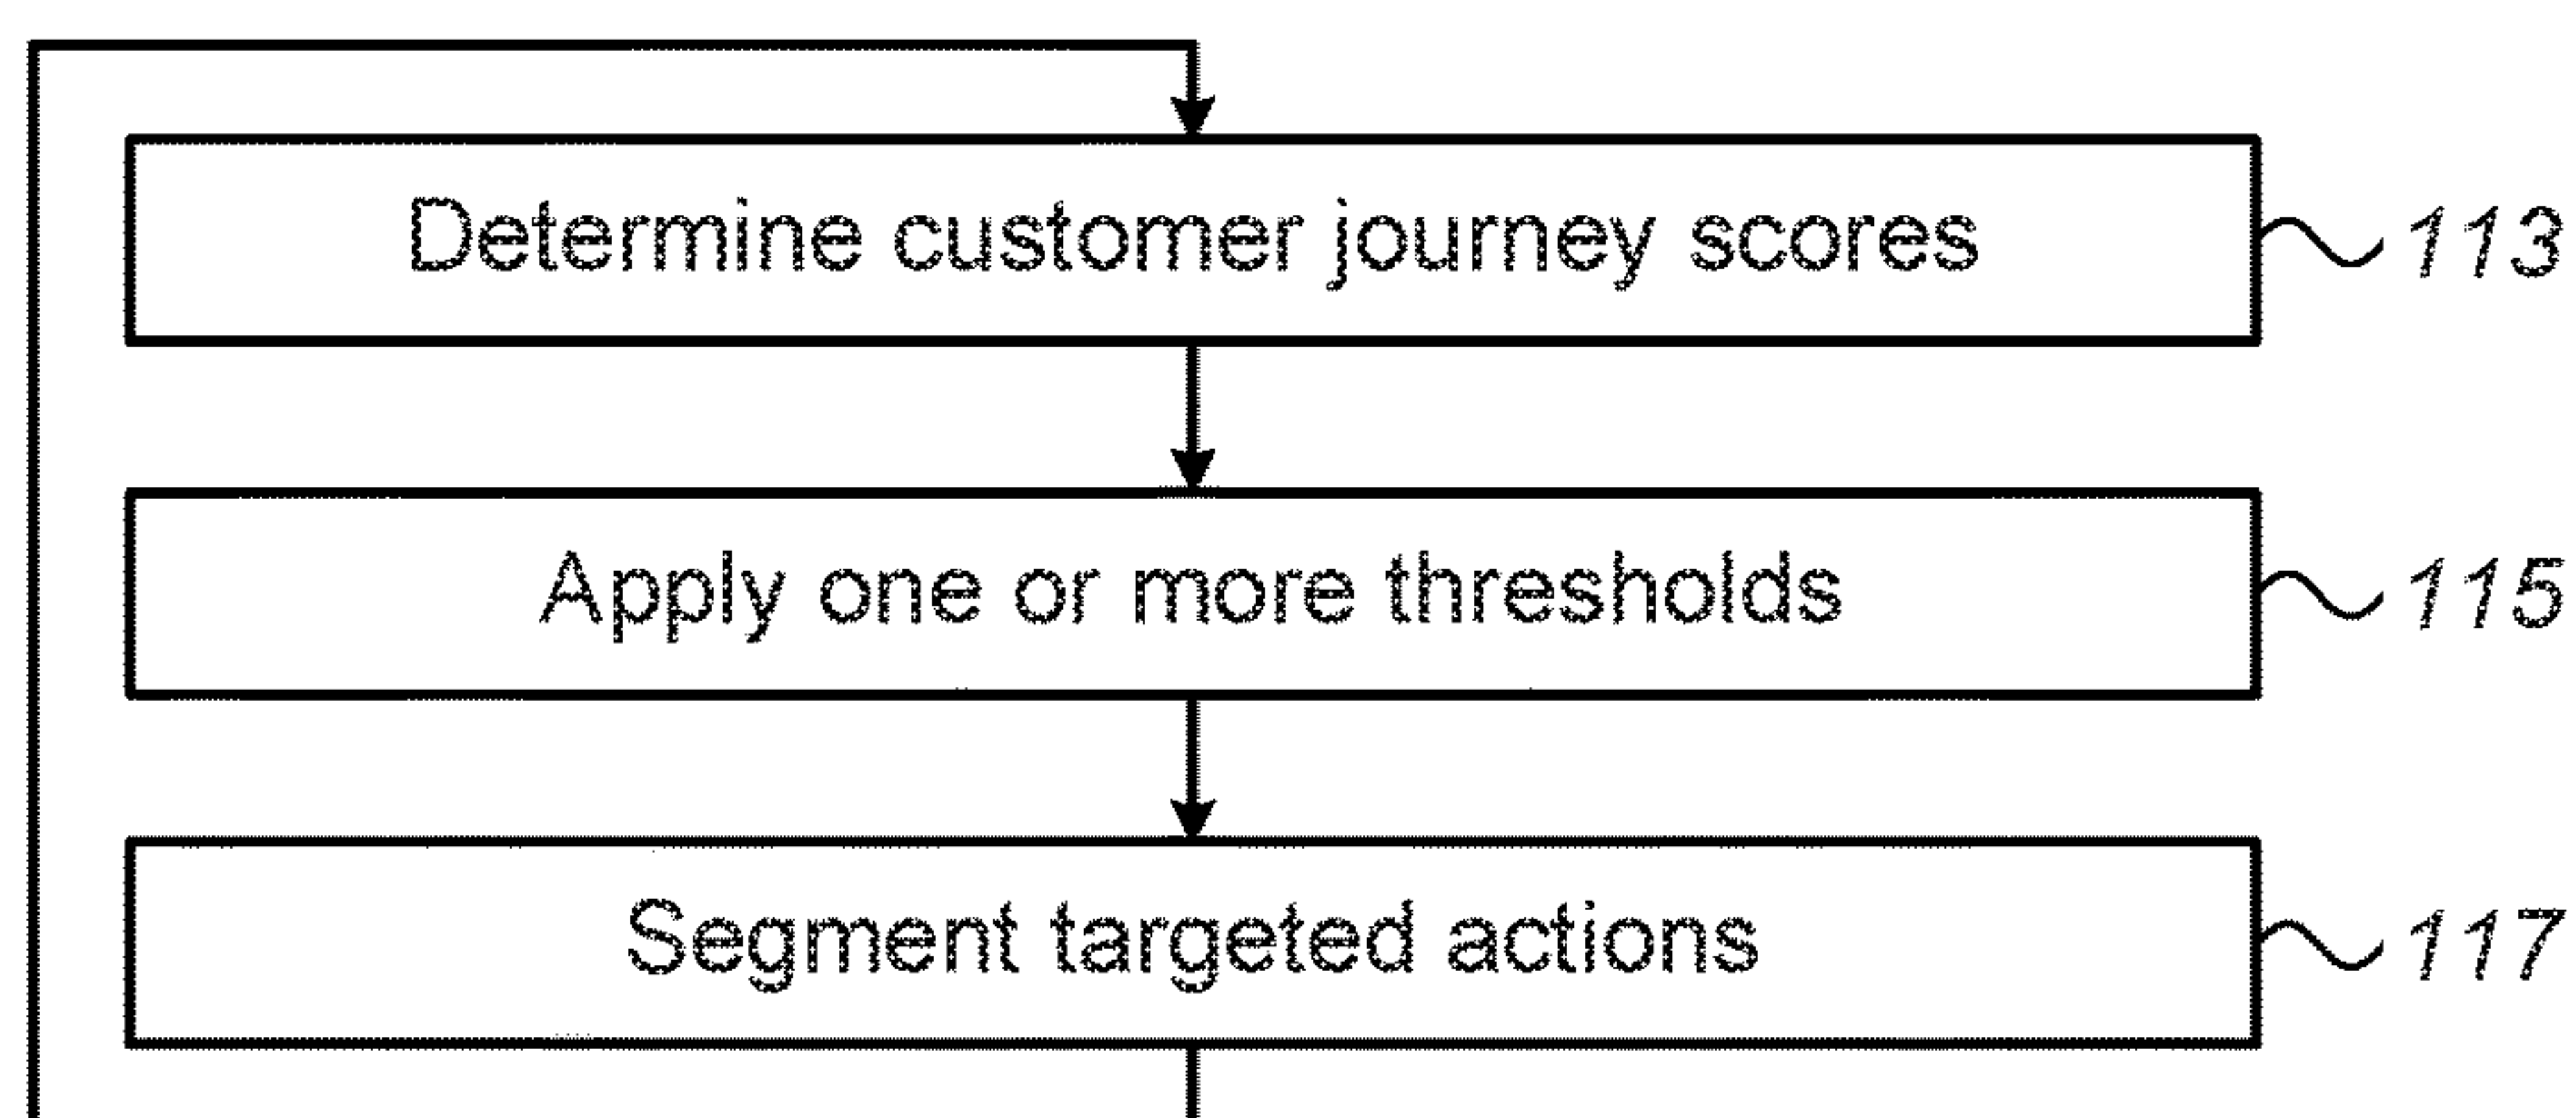 Determine customer journey scores 113
Apply one or more thresholds 115
Segment targeted actions 117